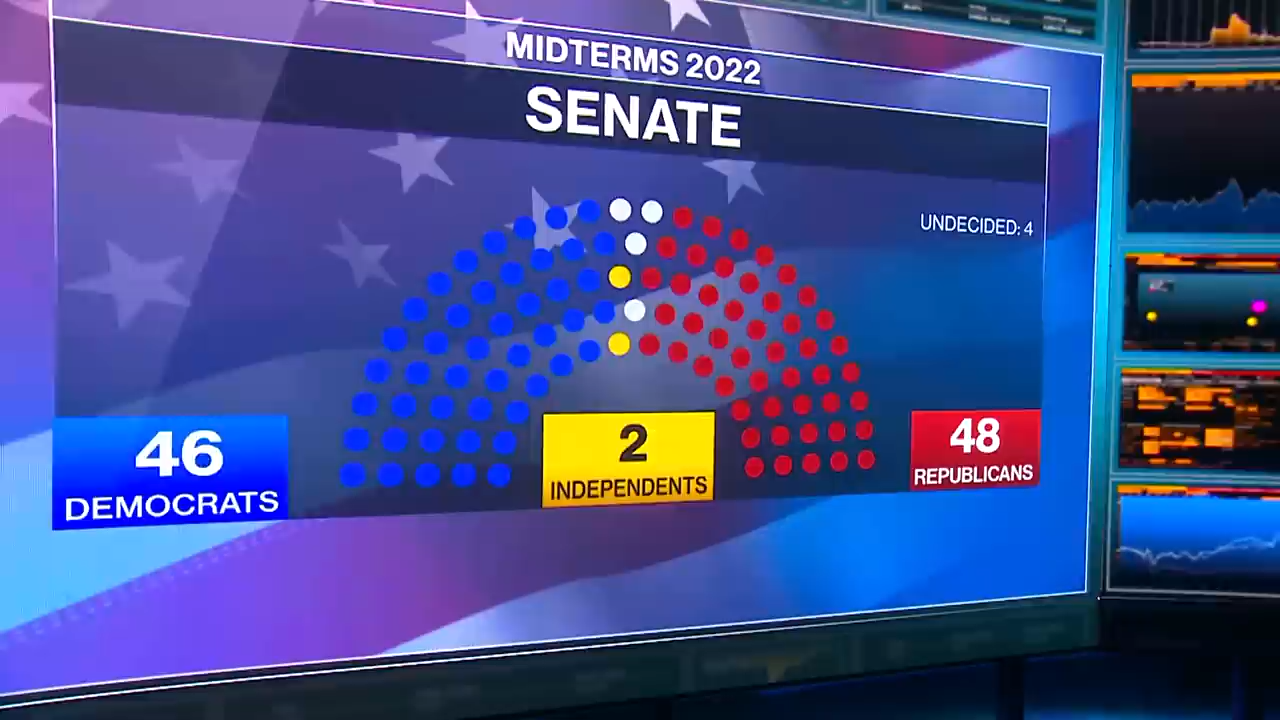 MIDTERMS 2022
SENATE
UNDECIDED: 4
46
DEMOCRATS
2
INDEPENDENTS
48
REPUBLICANS